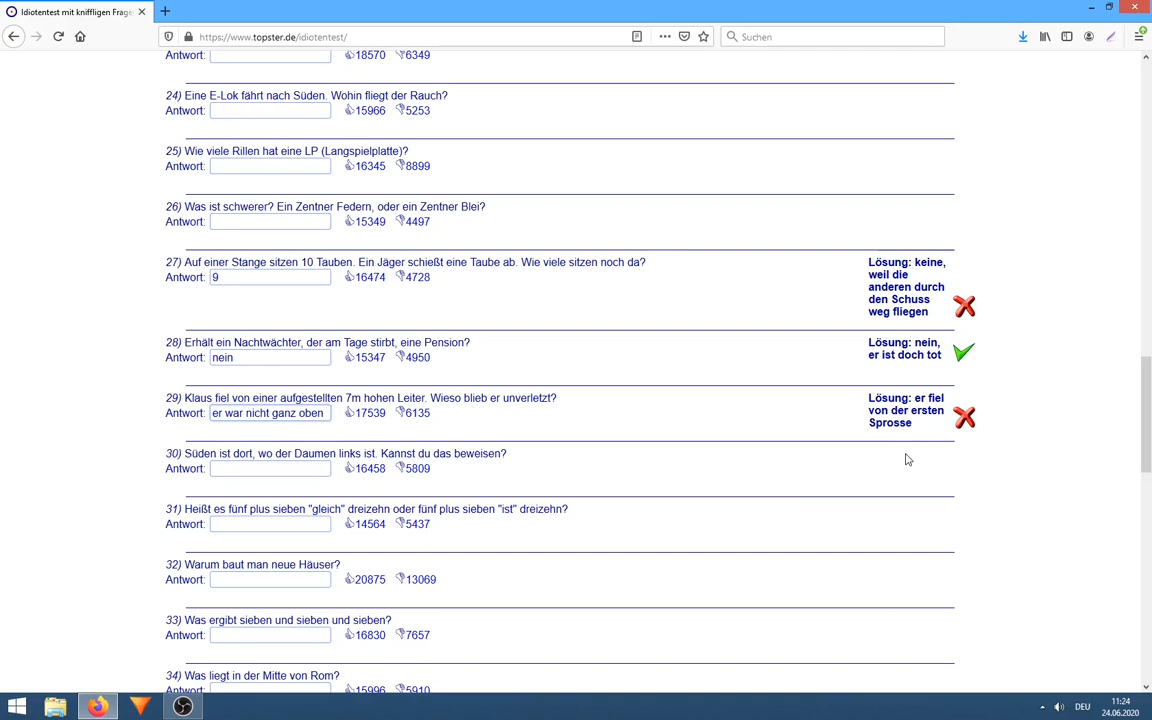 Idiotentest mit kniffligen Frage
https://www.topster.de/idiotentest/
Suchen
Antwort: 18570 6349
24) Eine E-Lok fährt nach Süden. Wohin fliegt der Rauch?
Antwort: 15966 5253
25) Wie viele Rillen hat eine LP (Langspielplatte)?
Antwort: 16345 8899
26) Was ist schwerer? Ein Zentner Federn, oder ein Zentner Blei?
Antwort: 15349 4497
27) Auf einer Stange sitzen 10 Tauben. Ein Jäger schießt eine Taube ab. Wie viele sitzen noch da?
Antwort: 9 16474 4728
Lösung: keine,
weil die
anderen durch
den Schuss
weg fliegen
28) Erhält ein Nachtwächter, der am Tage stirbt, eine Pension?
Antwort: nein 15347 4950
Lösung: nein,
er ist doch tot
29) Klaus fiel von einer aufgestellten 7m hohen Leiter. Wieso blieb er unverletzt?
Antwort: er war nicht ganz oben 17539 6135
Lösung: er fiel
von der ersten
Sprosse
30) Süden ist dort, wo der Daumen links ist. Kannst du das beweisen?
Antwort: 16458 5809
31) Heißt es fünf plus sieben "gleich" dreizehn oder fünf plus sieben "ist" dreizehn?
Antwort: 14564 5437
32) Warum baut man neue Häuser?
Antwort: 20875 13069
33) Was ergibt sieben und sieben und sieben?
Antwort: 16830 7657
34) Was liegt in der Mitte von Rom?
Antwort: 15996 5910
DEU
11:24
24.06.2020